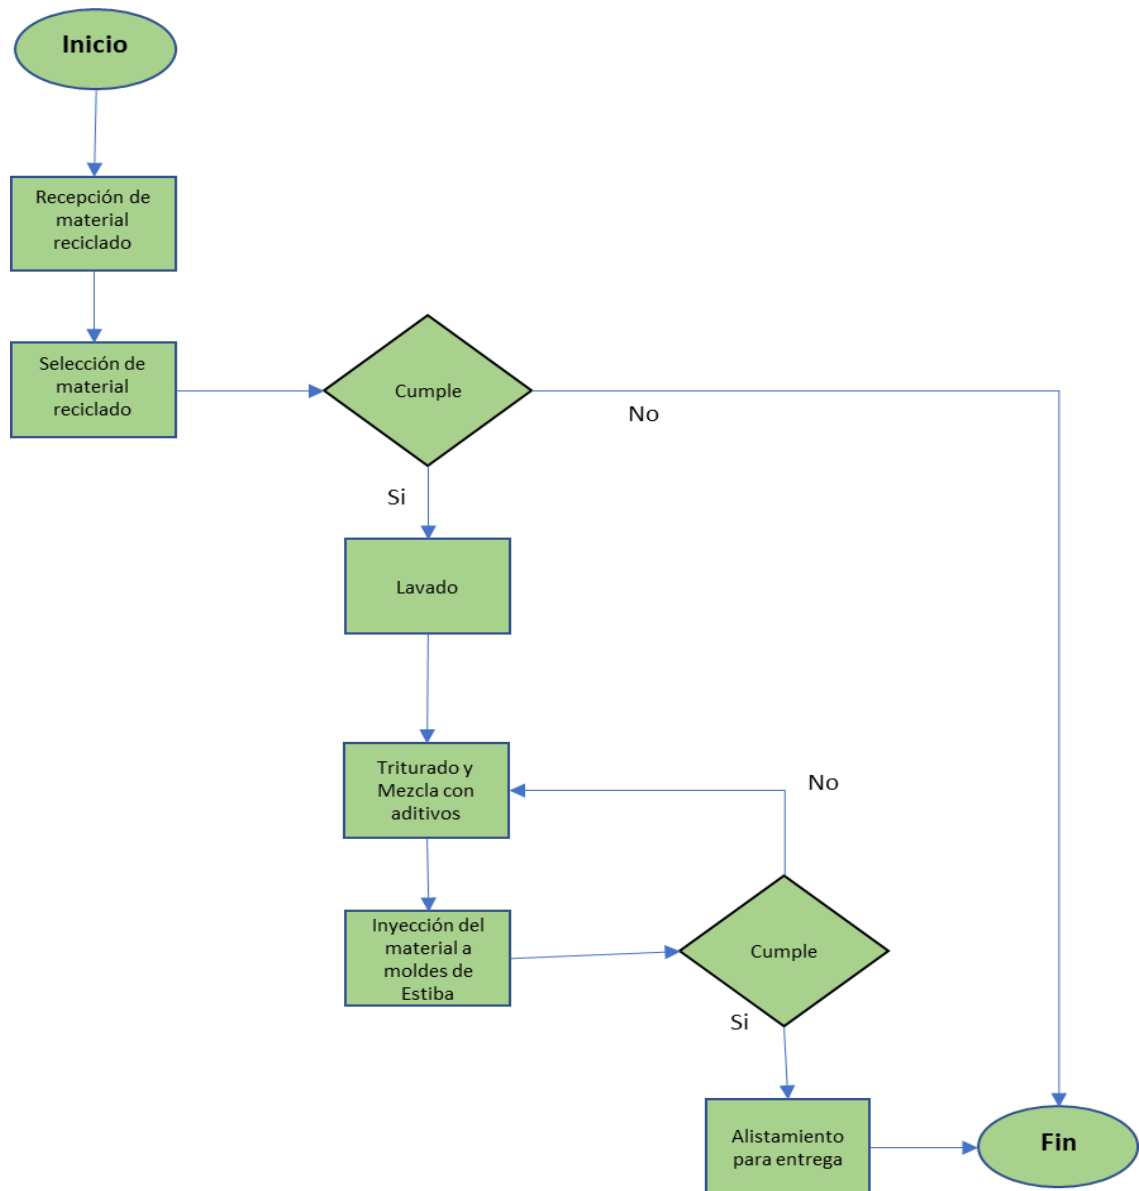 Inicio
Recepción de
material
reciclado
Selección de
material
reciclado
Cumple
No
Si
Lavado
Triturado y
Mezcla con
aditivos
No
Inyección del
material a
moldes de
Estiba
Cumple
Si
Alistamiento
para entrega
Fin